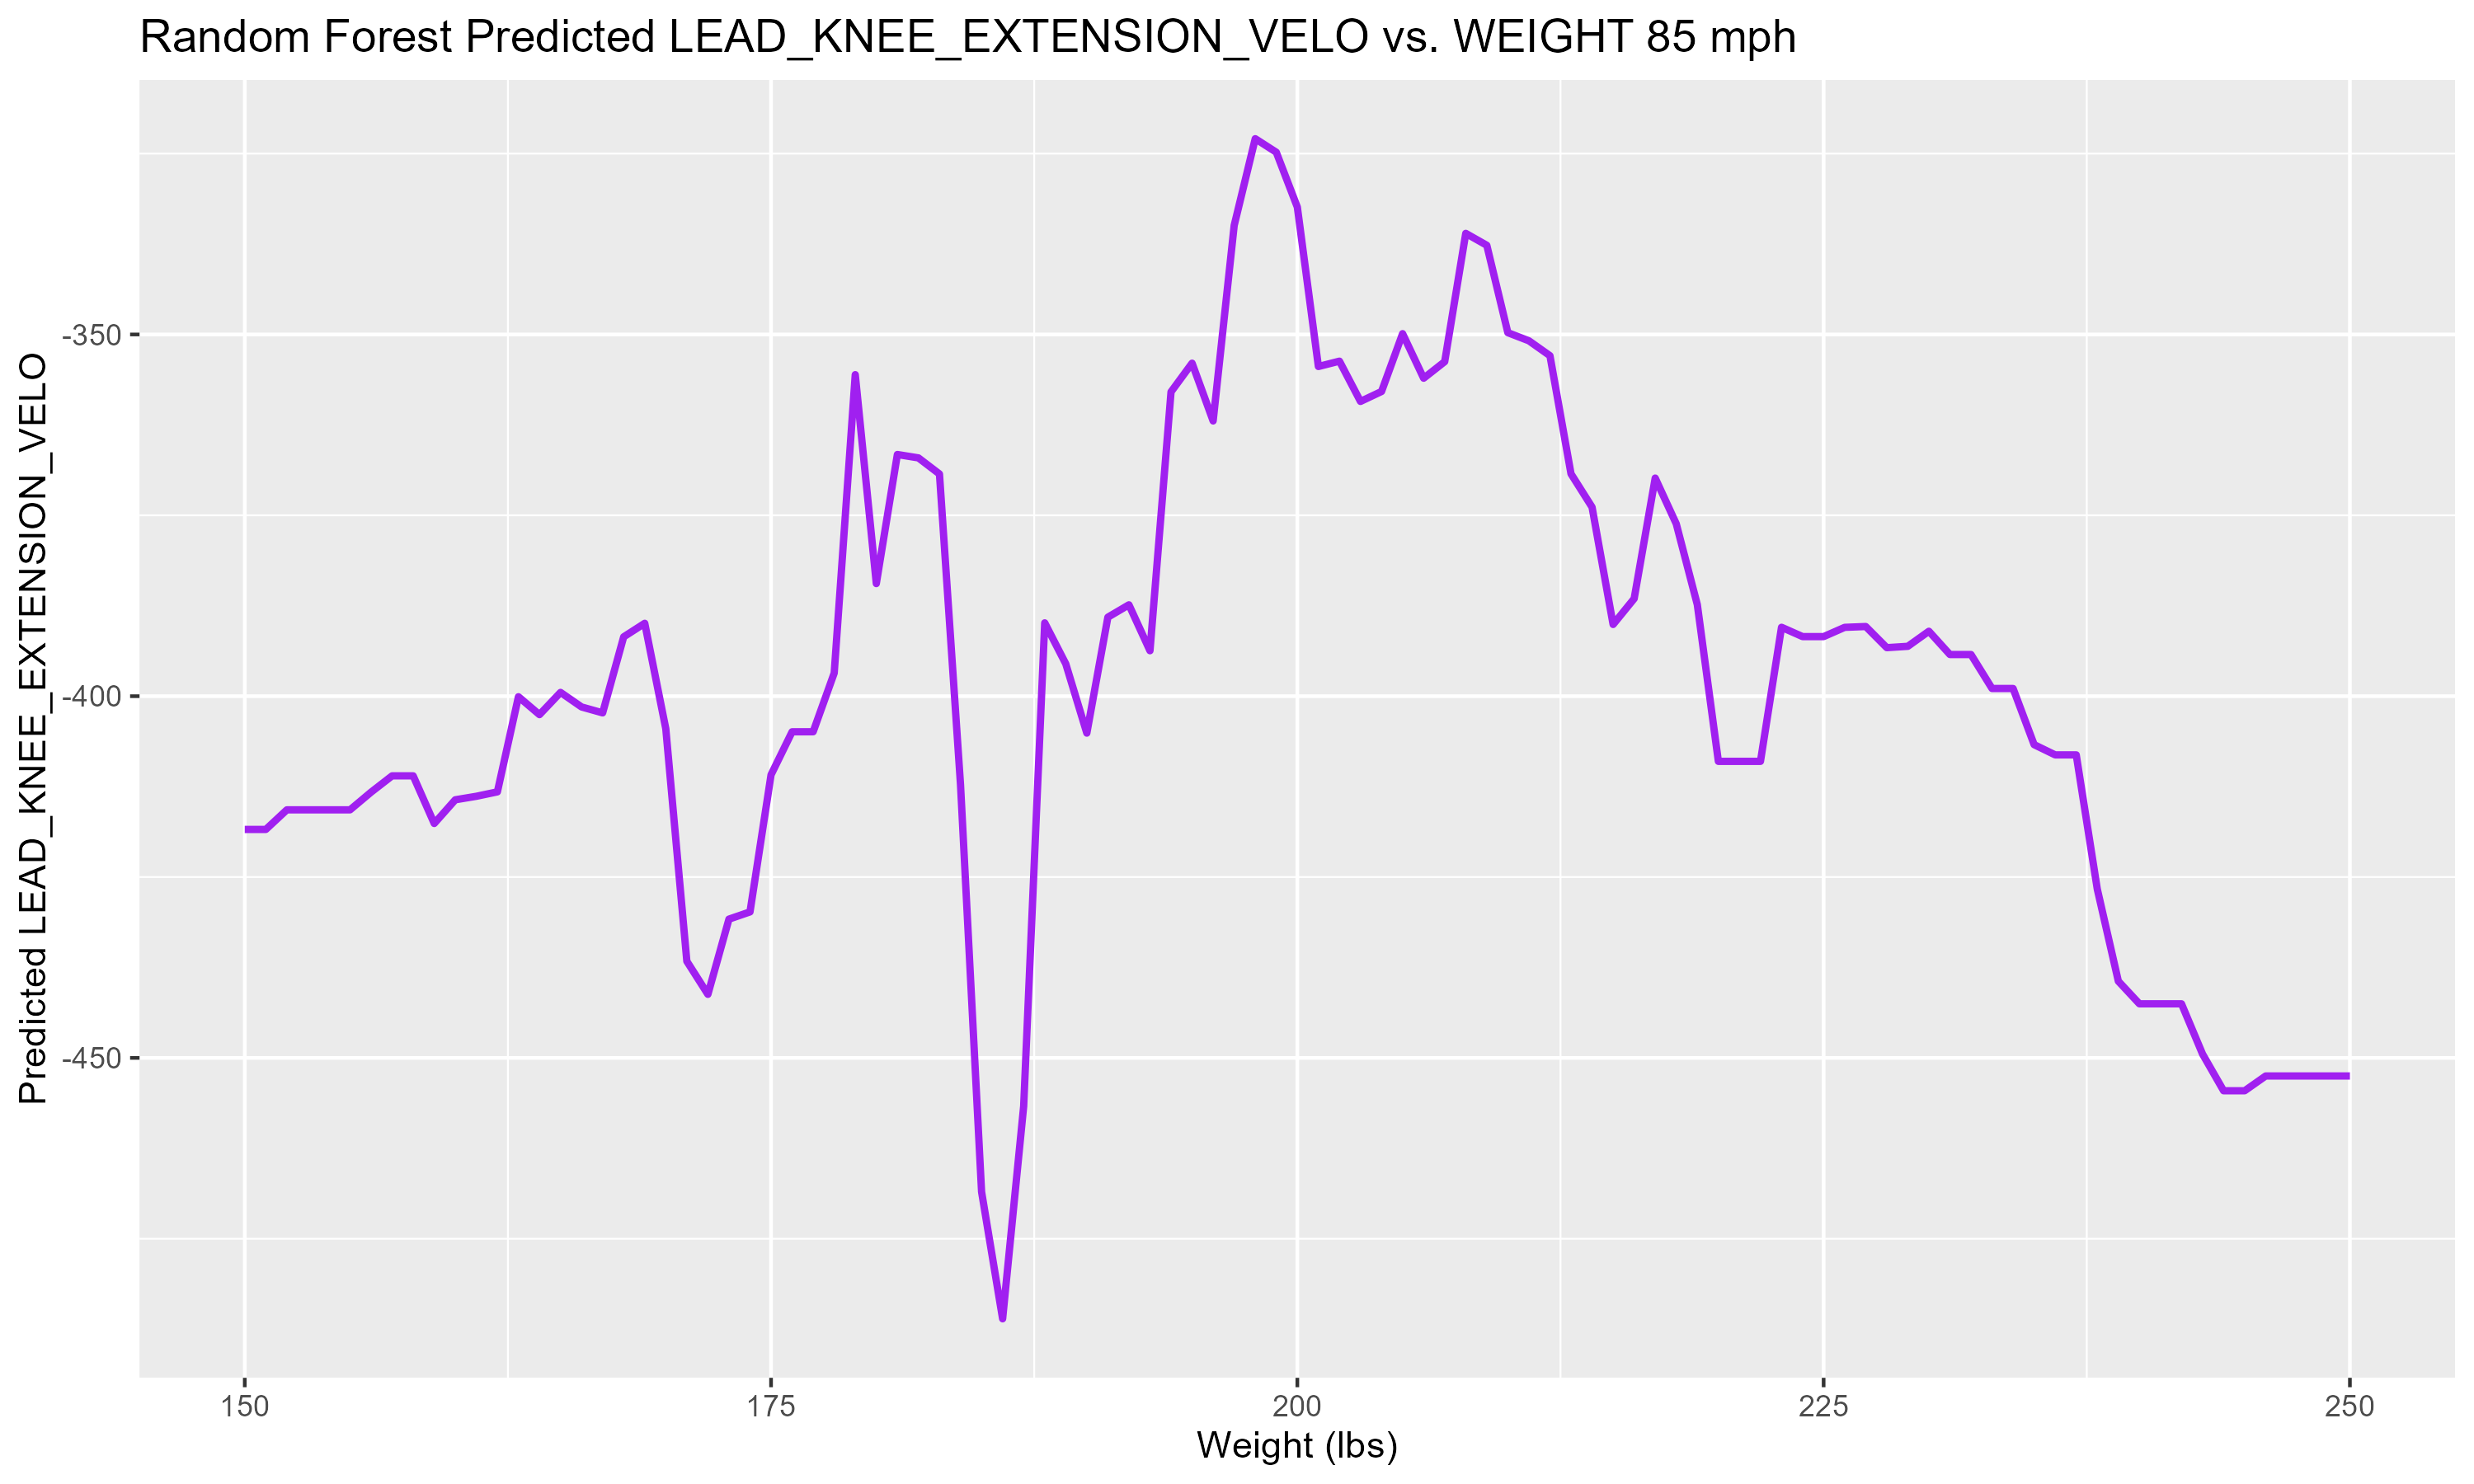 Random Forest Predicted LEAD_KNEE_EXTENSION_VELO vs. WEIGHT 85 mph
Predicted LEAD_KNEE_EXTENSION_VELO
-350
-400
-450
150 175 200 225 250
Weight (lbs)